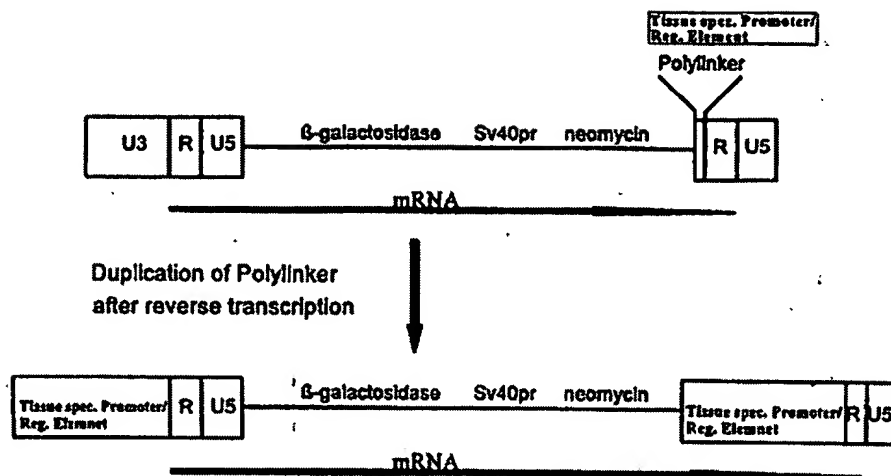 Tissue spec. Promoter/
Reg. Element
Polylinker
U3 R U5 ß-galactosidase Sv40pr neomycin R U5
mRNA
Duplication of Polylinker
after reverse transcription
Tissue spec. Promoter/
Reg. Elemnet
R U5 ß-galactosidase Sv40pr neomycin
Tissue spec. Promoter/
Reg. Elemnet
R U5
mRNA